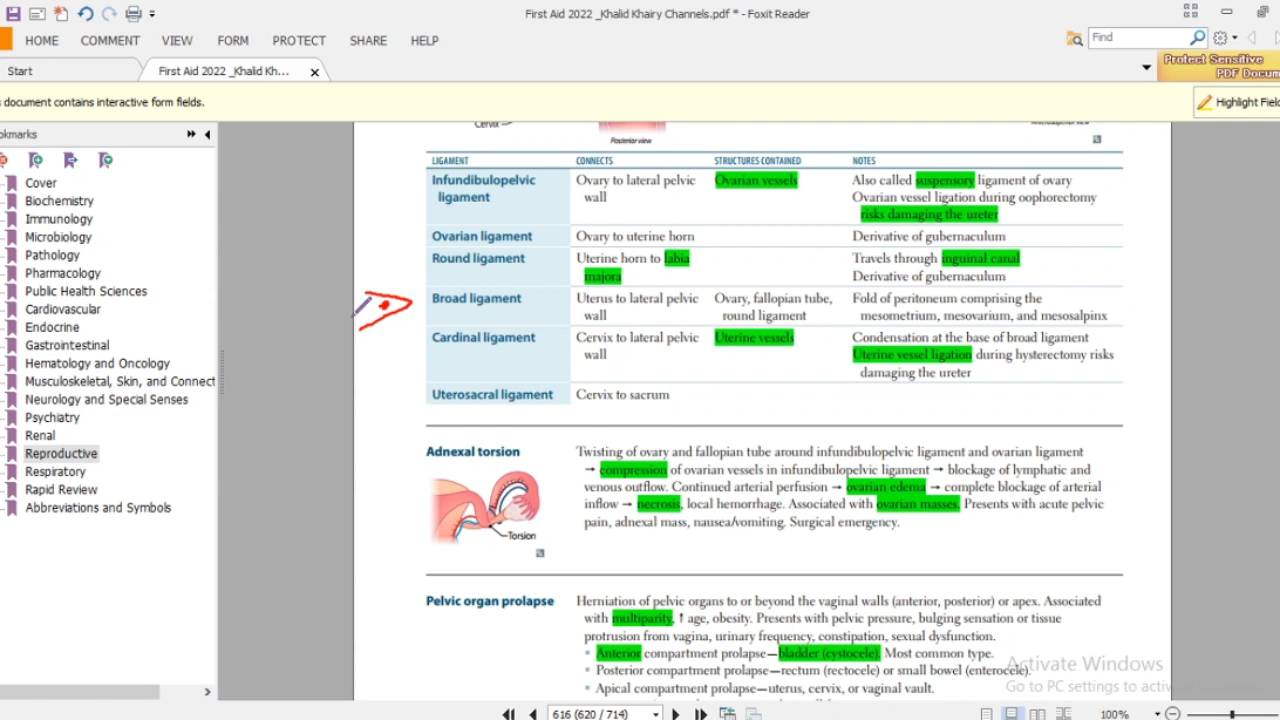 First Aid 2022 _Khalid Khairy Channels.pdf * - Foxit Reader
HOME COMMENT VIEW FORM PROTECT SHARE HELP
Find
Start
First Aid 2022 _Khalid Kh...
Protect Sensitive
PDF Docum
document contains interactive form fields.
Highlight Field
okmarks
Cover
Biochemistry
Immunology
Microbiology
Pathology
Pharmacology
Public Health Sciences
Cardiovascular
Endocrine
Gastrointestinal
Hematology and Oncology
Musculoskeletal, Skin, and Connect
Neurology and Special Senses
Psychiatry
Renal
Reproductive
Respiratory
Rapid Review
Abbreviations and Symbols
Cervix
Posterior view
LIGAMENT CONNECTS STRUCTURES CONTAINED NOTES
Infundibulopelvic Ovary to lateral pelvic Ovarian vessels Also called suspensory ligament of ovary
ligament wall Ovarian vessel ligation during oophorectomy
risks damaging the ureter
Ovarian ligament Ovary to uterine horn Derivative of gubernaculum
Round ligament Uterine horn to labia Travels through inguinal canal
majora Derivative of gubernaculum
Broad ligament Uterus to lateral pelvic Ovary, fallopian tube, Fold of peritoneum comprising the
wall round ligament mesometrium, mesovarium, and mesosalpinx
Cardinal ligament Cervix to lateral pelvic Uterine vessels Condensation at the base of broad ligament
wall Uterine vessel ligation during hysterectomy risks
damaging the ureter
Uterosacral ligament Cervix to sacrum
Adnexal torsion Twisting of ovary and fallopian tube around infundibulopelvic ligament and ovarian ligament
→ compression of ovarian vessels in infundibulopelvic ligament → blockage of lymphatic and
venous outflow. Continued arterial perfusion → ovarian edema → complete blockage of arterial
inflow → necrosis, local hemorrhage. Associated with ovarian masses. Presents with acute pelvic
pain, adnexal mass, nausea/vomiting. Surgical emergency.
Torsion
Pelvic organ prolapse Herniation of pelvic organs to or beyond the vaginal walls (anterior, posterior) or apex. Associated
with multiparity, ↑ age, obesity. Presents with pelvic pressure, bulging sensation or tissue
protrusion from vagina, urinary frequency, constipation, sexual dysfunction.
▪ Anterior compartment prolapse—bladder (cystocele). Most common type.
▪ Posterior compartment prolapse—rectum (rectocele) or small bowel (enterocele).
▪ Apical compartment prolapse—uterus, cervix, or vaginal vault.
Activate Windows
Go to PC settings to activ
616 (620 / 714)
100%